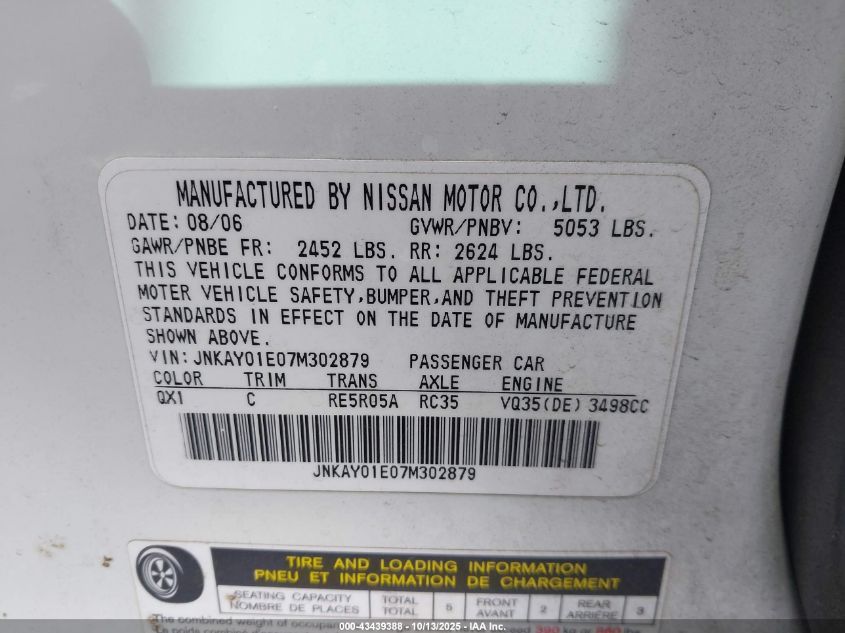 MANUFACTURED BY NISSAN MOTOR CO.,LTD.
DATE: 08/06 GVWR/PNBV: 5053 LBS.
GAWR/PNBE FR: 2452 LBS. RR: 2624 LBS.
THIS VEHICLE CONFORMS TO ALL APPLICABLE FEDERAL
MOTER VEHICLE SAFETY,BUMPER,AND THEFT PREVENTION
STANDARDS IN EFFECT ON THE DATE OF MANUFACTURE
SHOWN ABOVE.
VIN: JNKAY01E07M302879 PASSENGER CAR
COLOR TRIM TRANS AXLE ENGINE
QX1 C RE5R05A RC35 VQ35(DE) 3498CC
JNKAY01E07M302879
TIRE AND LOADING INFORMATION
PNEU ET INFORMATION DE CHARGEMENT
SEATING CAPACITY TOTAL 5 FRONT 2 REAR 3
NOMBRE DE PLACES TOTAL AVANT ARRIÈRE
The combined weight of
000-43439388 - 10/13/2025 - IAA Inc.